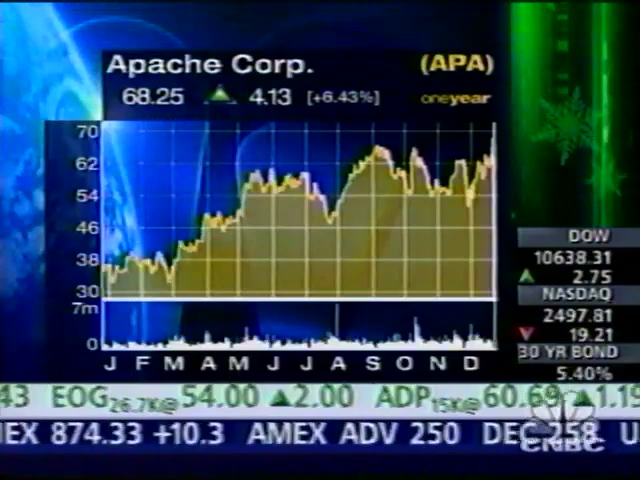 Apache Corp. (APA)
68.25 ▲ 4.13 [+6.43%] oneyear
70
62
54
46
38
30
7m
0
J F M A M J J A S O N D
DOW
10638.31
▲ 2.75
NASDAQ
2497.81
▼ 19.21
30 YR BOND
5.40%
43 EOG 26.7K@ 54.00 ▲2.00 ADP 15K@ 60.69 ▲1.19
MEX 874.33 +10.3 AMEX ADV 250 DEC 258 U
CNBC